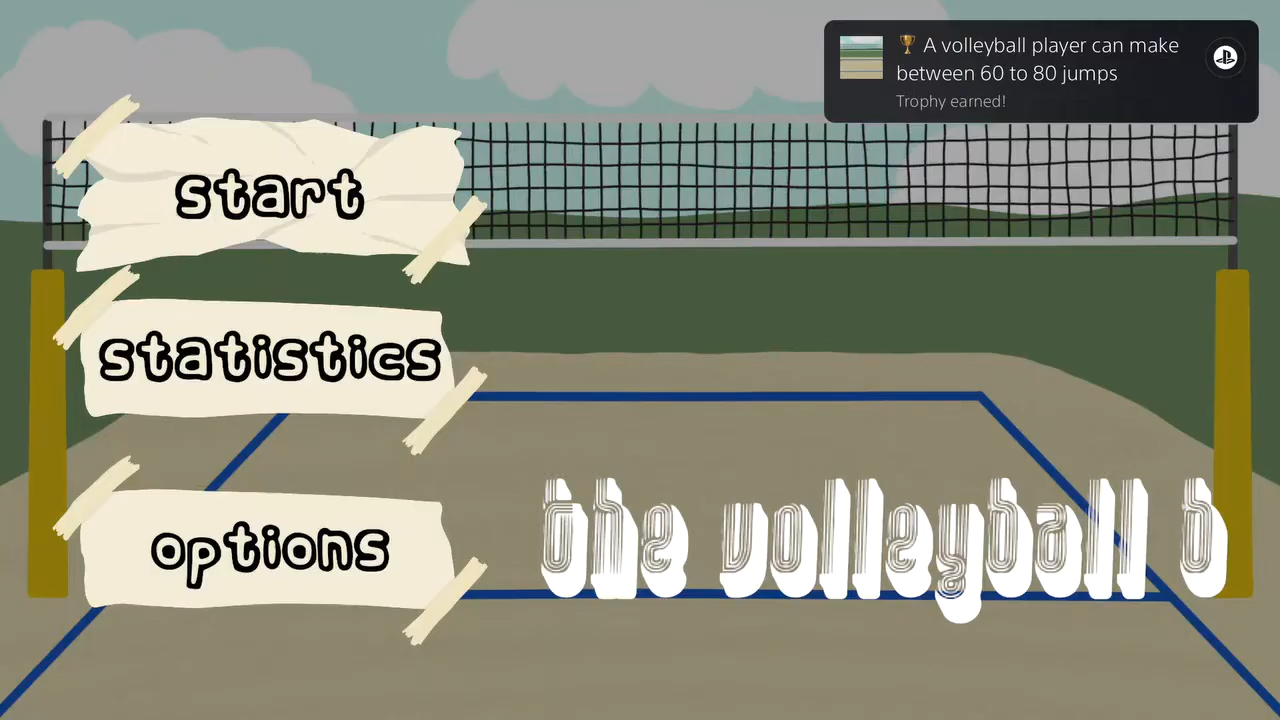 A volleyball player can make
between 60 to 80 jumps
Trophy earned!
start
statistics
options
the volleyball b